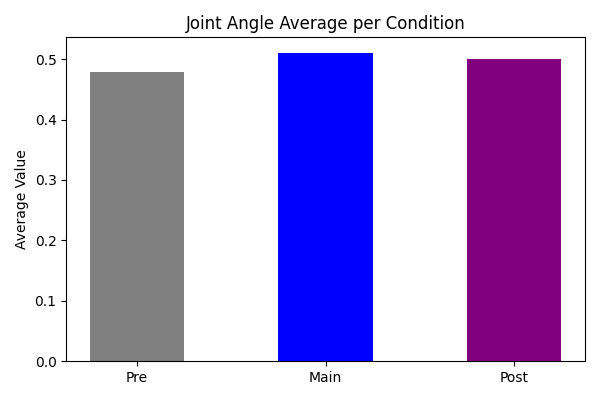 Joint Angle Average per Condition
Average Value
0.5
0.4
0.3
0.2
0.1
0.0
Pre
Main
Post